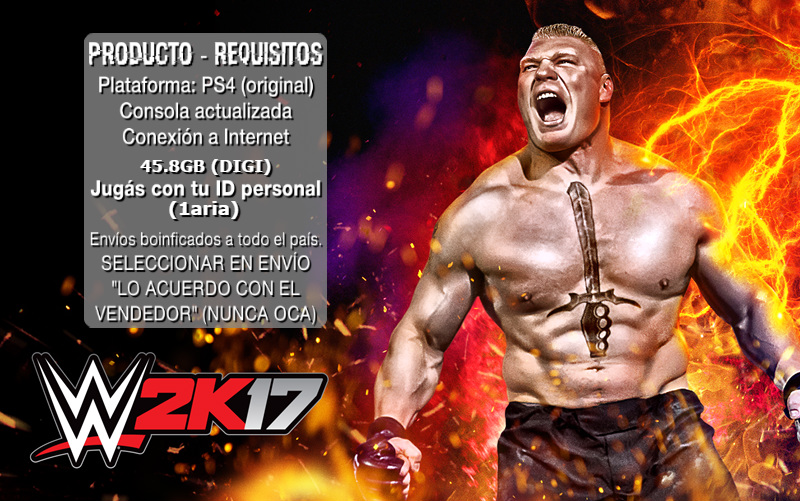 PRODUCTO - REQUISITOS
Plataforma: PS4 (original)
Consola actualizada
Conexión a Internet
45.8GB (DIGI)
Jugás con tu ID personal
(1aria)
Envíos boinficados a todo el país.
SELECCIONAR EN ENVÍO
"LO ACUERDO CON EL
VENDEDOR" (NUNCA OCA)
W 2K17